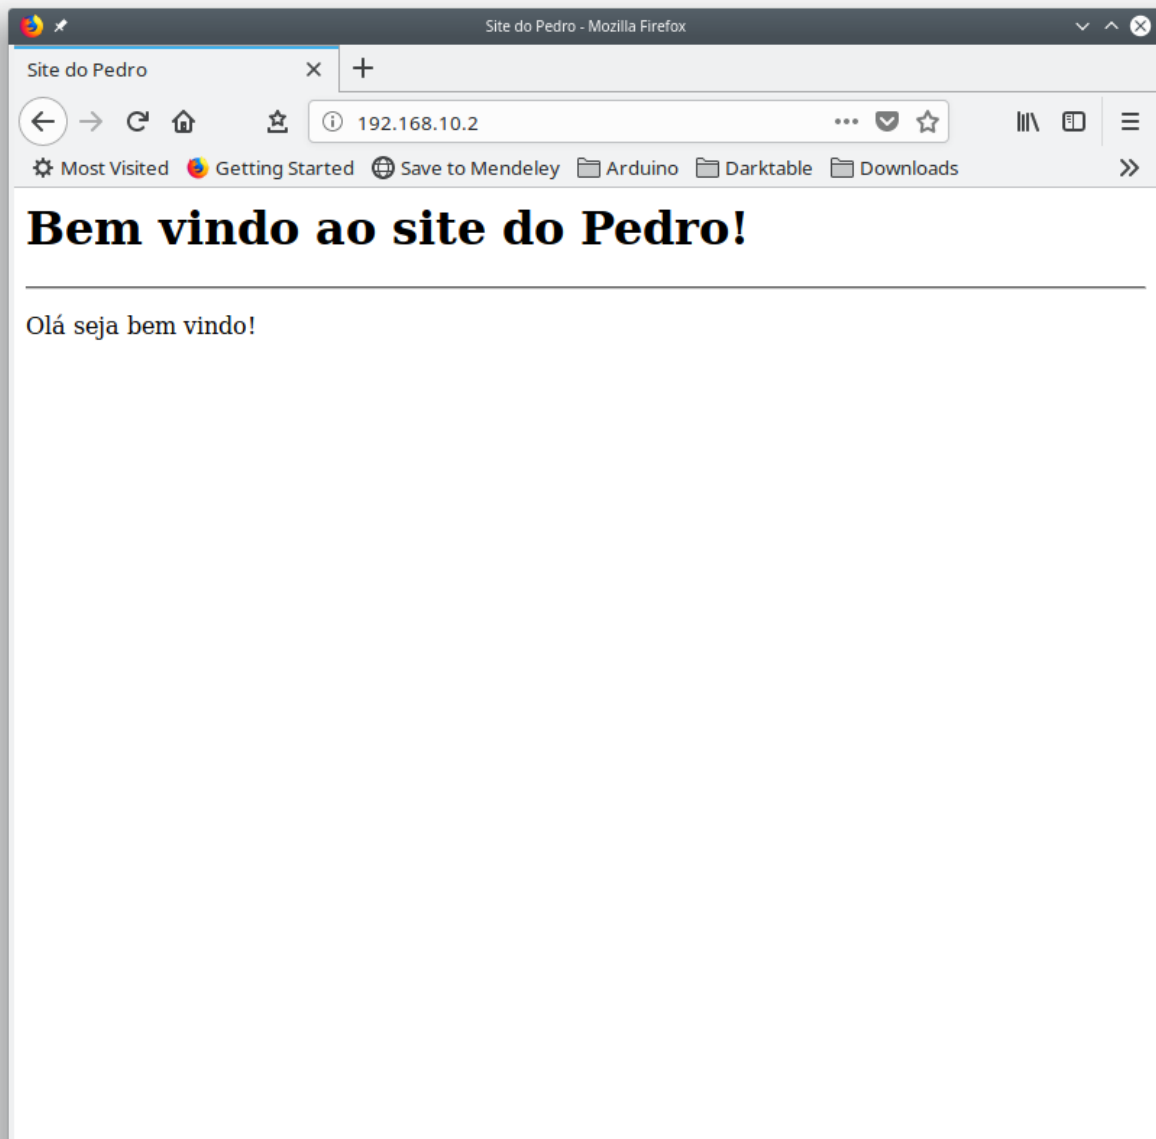 Site do Pedro - Mozilla Firefox
Site do Pedro
192.168.10.2
Most Visited Getting Started Save to Mendeley Arduino Darktable Downloads
Bem vindo ao site do Pedro!
Olá seja bem vindo!